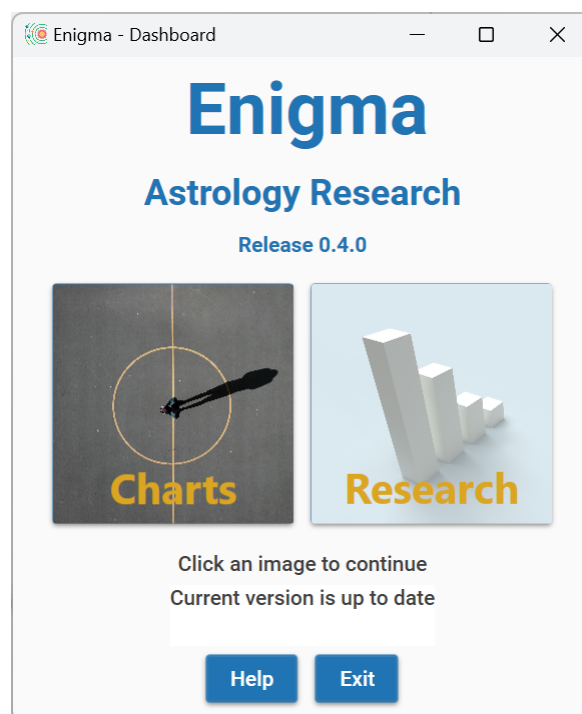 Enigma - Dashboard
Enigma
Astrology Research
Release 0.4.0
Charts
Research
Click an image to continue
Current version is up to date
Help
Exit